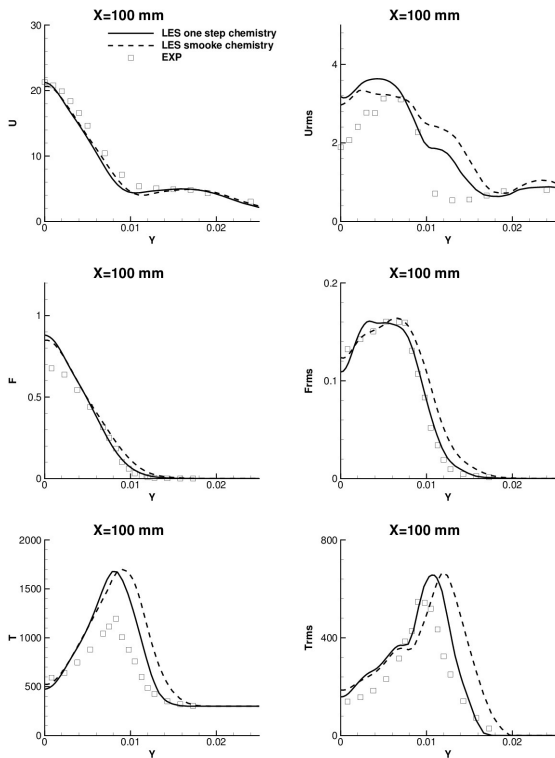 X=100 mm
LES one step chemistry
LES smooke chemistry
EXP
30
20
10
0
U
0
0.01
0.02
Y
X=100 mm
4
2
0
Urms
0
0.01
0.02
Y
X=100 mm
1
0.5
0
F
0
0.01
0.02
Y
X=100 mm
0.2
0.1
0
Frms
0
0.01
0.02
Y
X=100 mm
2000
1500
1000
500
0
T
0
0.01
0.02
Y
X=100 mm
800
400
0
Trms
0
0.01
0.02
Y